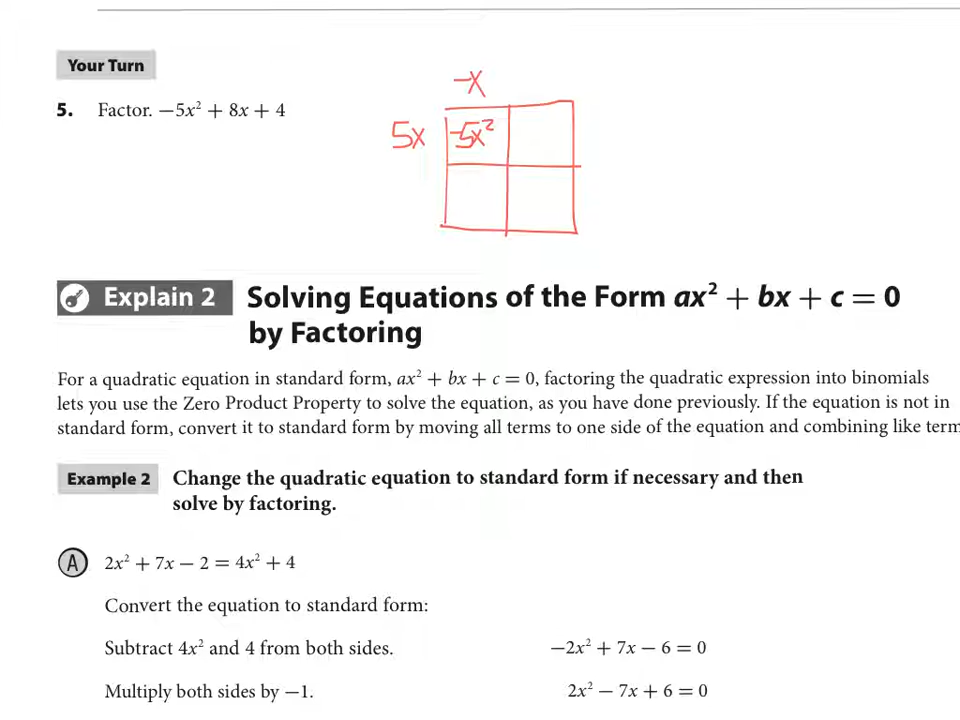 Your Turn
5. Factor. −5x² + 8x + 4
-x
5x
-5x²
Explain 2 Solving Equations of the Form ax² + bx + c = 0
by Factoring
For a quadratic equation in standard form, ax² + bx + c = 0, factoring the quadratic expression into binomials
lets you use the Zero Product Property to solve the equation, as you have done previously. If the equation is not in
standard form, convert it to standard form by moving all terms to one side of the equation and combining like term
Example 2 Change the quadratic equation to standard form if necessary and then
solve by factoring.
A 2x² + 7x − 2 = 4x² + 4
Convert the equation to standard form:
Subtract 4x² and 4 from both sides. −2x² + 7x − 6 = 0
Multiply both sides by −1. 2x² − 7x + 6 = 0